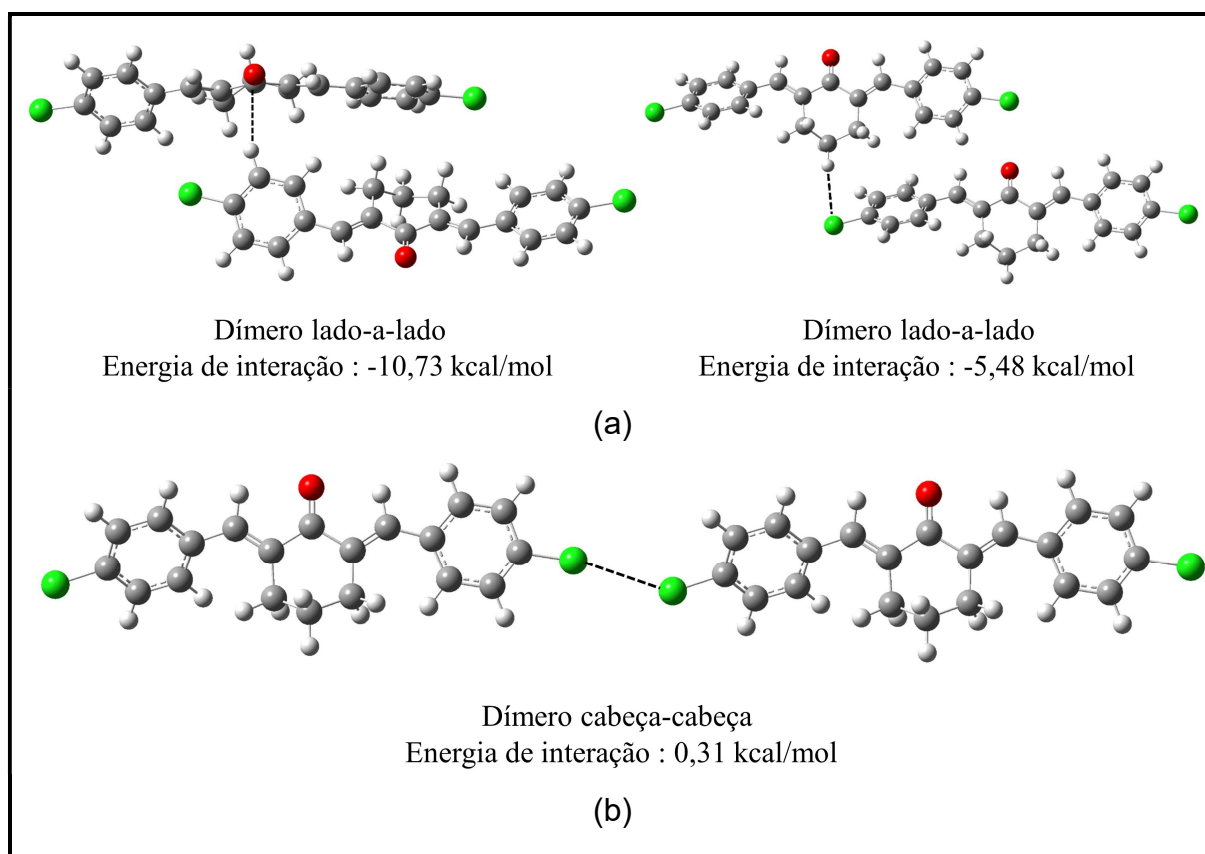 Dímero lado-a-lado
Energia de interação : -10,73 kcal/mol
Dímero lado-a-lado
Energia de interação : -5,48 kcal/mol
(a)
Dímero cabeça-cabeça
Energia de interação : 0,31 kcal/mol
(b)